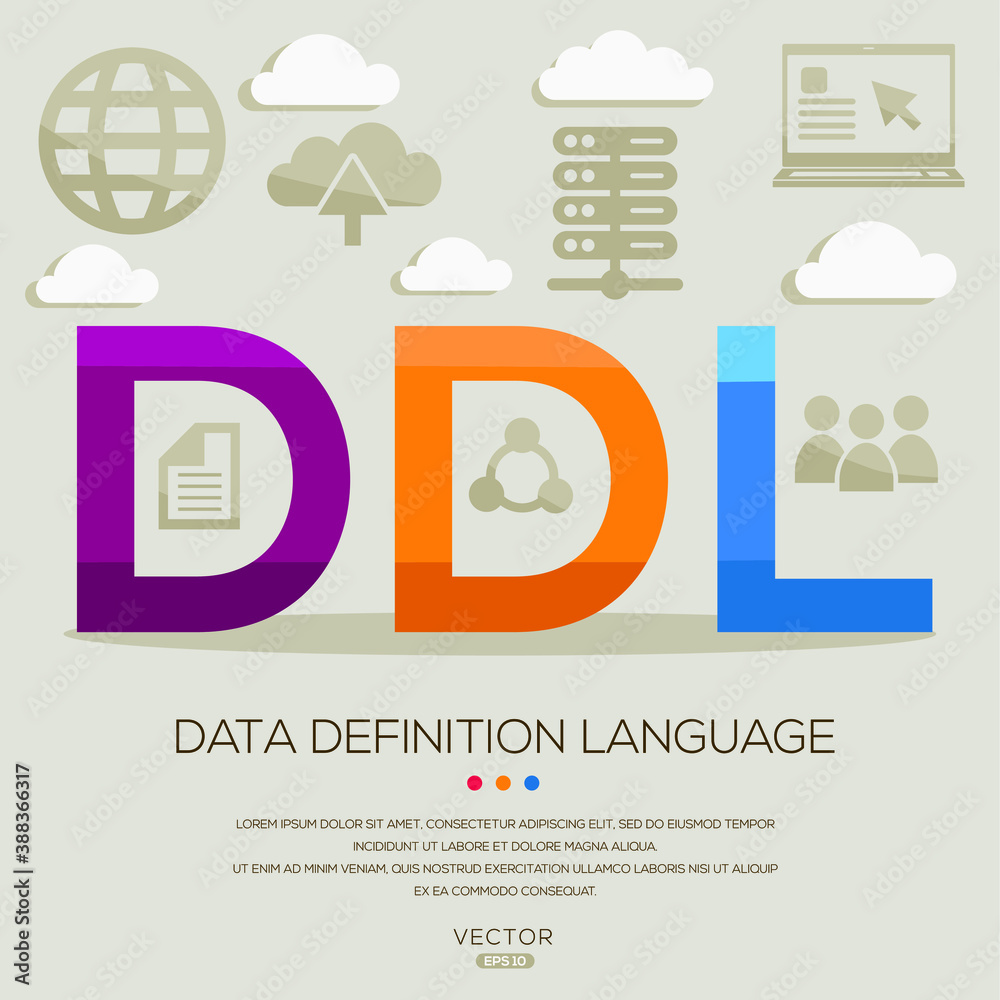 DDL
DATA DEFINITION LANGUAGE
LOREM IPSUM DOLOR SIT AMET, CONSECTETUR ADIPISCING ELIT, SED DO EIUSMOD TEMPOR
INCIDIDUNT UT LABORE ET DOLORE MAGNA ALIQUA.
UT ENIM AD MINIM VENIAM, QUIS NOSTRUD EXERCITATION ULLAMCO LABORIS NISI UT ALIQUIP
EX EA COMMODO CONSEQUAT.
VECTOR
EPS 10
Adobe Stock | #388366317